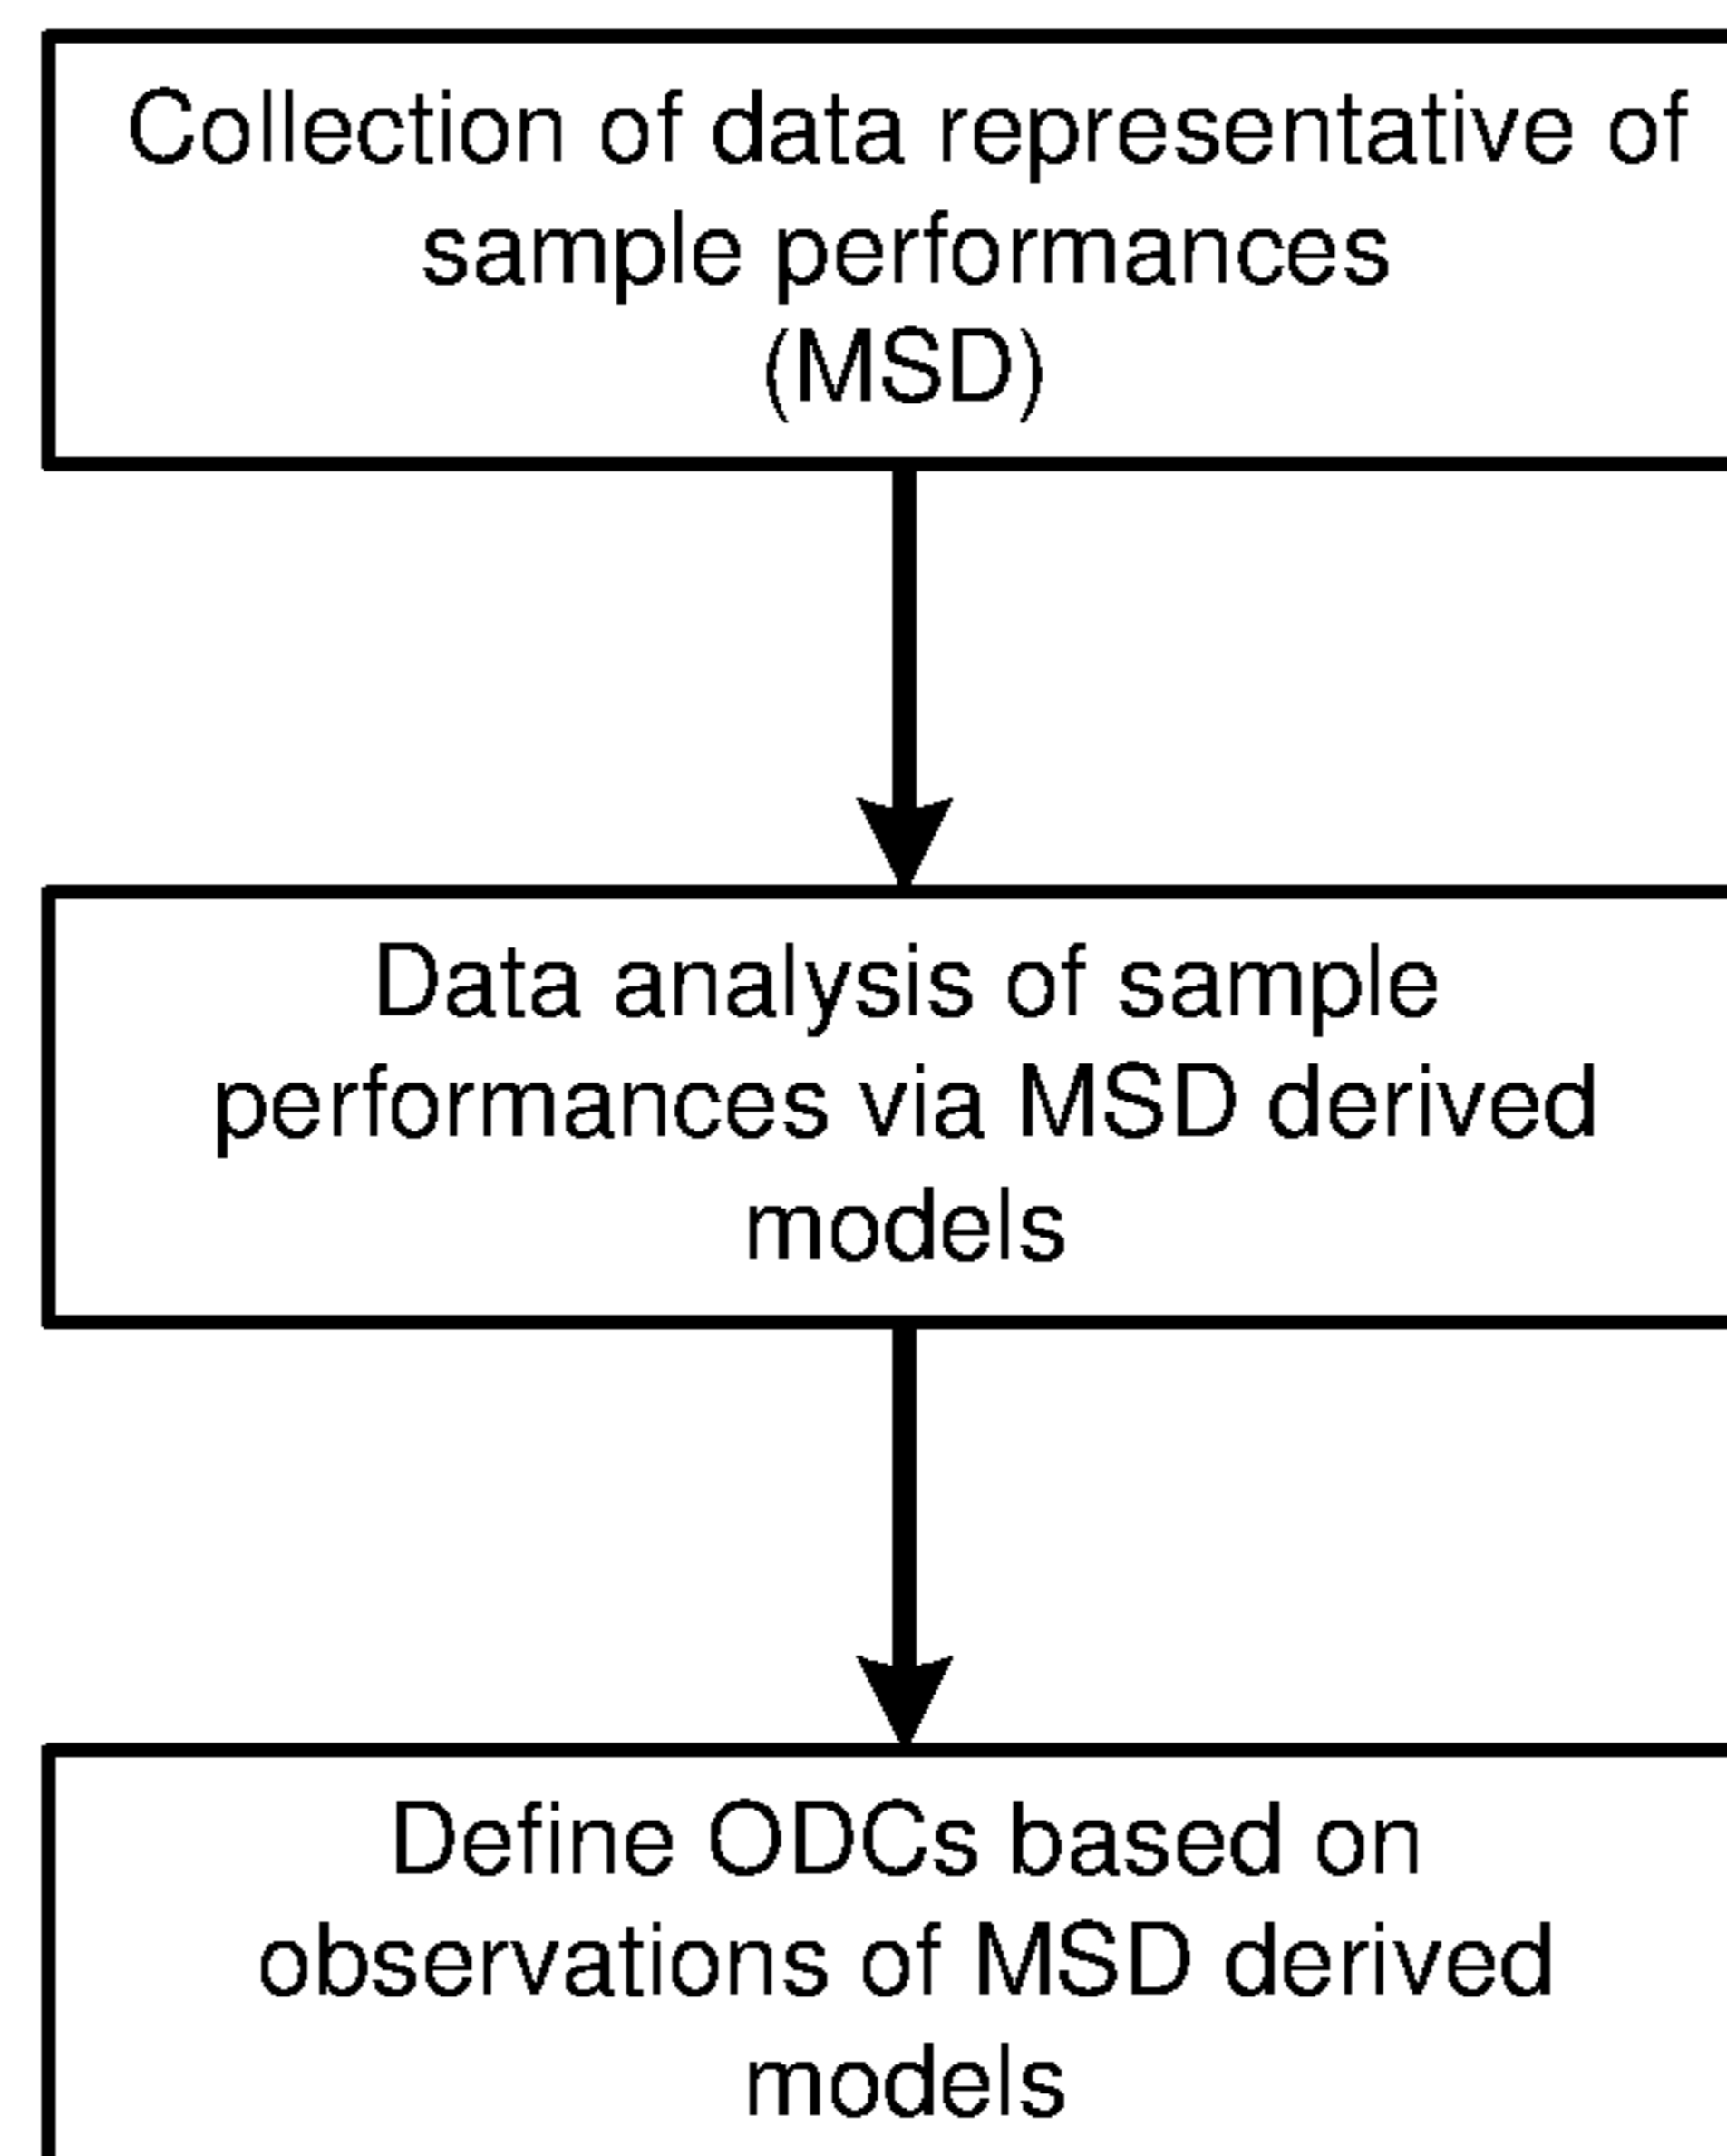 Collection of data representative of
sample performances
(MSD)
Data analysis of sample
performances via MSD derived
models
Define ODCs based on
observations of MSD derived
models